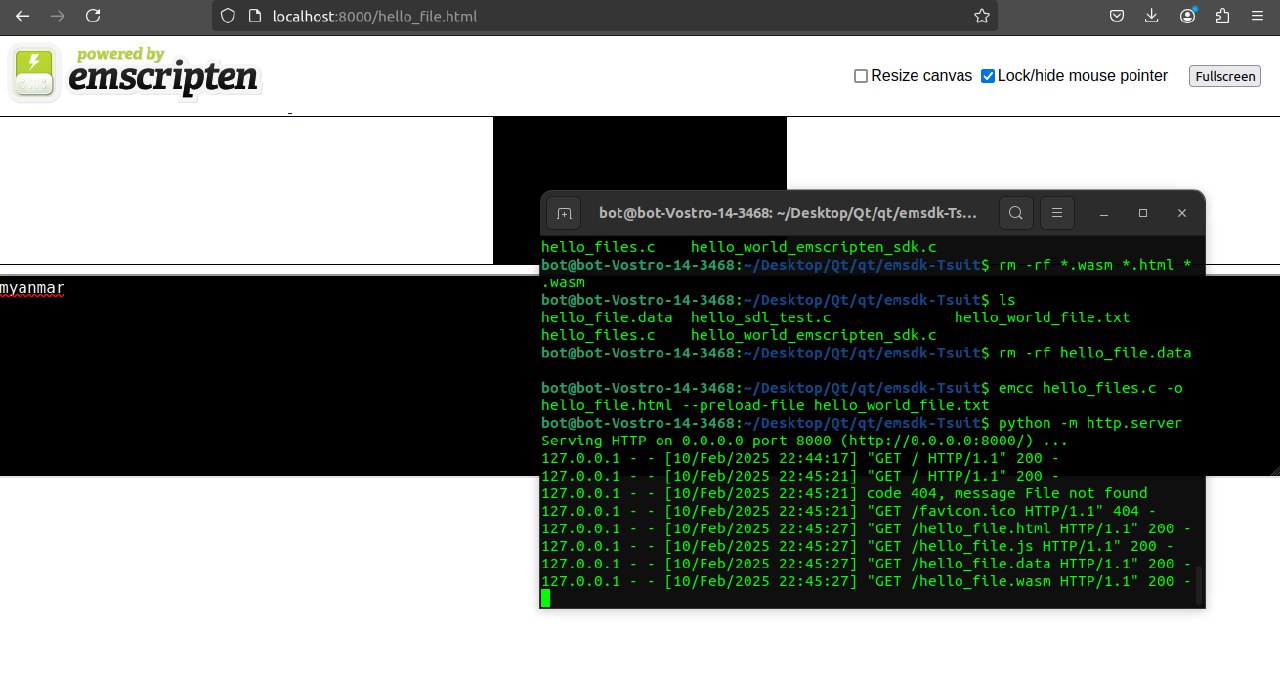 localhost:8000/hello_file.html
powered by
emscripten
Resize canvas Lock/hide mouse pointer Fullscreen
myanmar
bot@bot-Vostro-14-3468: ~/Desktop/Qt/qt/emsdk-Ts…
hello_files.c hello_world_emscripten_sdk.c
bot@bot-Vostro-14-3468:~/Desktop/Qt/qt/emsdk-Tsuit$ rm -rf *.wasm *.html *
.wasm
bot@bot-Vostro-14-3468:~/Desktop/Qt/qt/emsdk-Tsuit$ ls
hello_file.data hello_sdl_test.c hello_world_file.txt
hello_files.c hello_world_emscripten_sdk.c
bot@bot-Vostro-14-3468:~/Desktop/Qt/qt/emsdk-Tsuit$ rm -rf hello_file.data
bot@bot-Vostro-14-3468:~/Desktop/Qt/qt/emsdk-Tsuit$ emcc hello_files.c -o
hello_file.html --preload-file hello_world_file.txt
bot@bot-Vostro-14-3468:~/Desktop/Qt/qt/emsdk-Tsuit$ python -m http.server
Serving HTTP on 0.0.0.0 port 8000 (http://0.0.0.0:8000/) ...
127.0.0.1 - - [10/Feb/2025 22:44:17] "GET / HTTP/1.1" 200 -
127.0.0.1 - - [10/Feb/2025 22:45:21] "GET / HTTP/1.1" 200 -
127.0.0.1 - - [10/Feb/2025 22:45:21] code 404, message File not found
127.0.0.1 - - [10/Feb/2025 22:45:21] "GET /favicon.ico HTTP/1.1" 404 -
127.0.0.1 - - [10/Feb/2025 22:45:27] "GET /hello_file.html HTTP/1.1" 200 -
127.0.0.1 - - [10/Feb/2025 22:45:27] "GET /hello_file.js HTTP/1.1" 200 -
127.0.0.1 - - [10/Feb/2025 22:45:27] "GET /hello_file.data HTTP/1.1" 200 -
127.0.0.1 - - [10/Feb/2025 22:45:27] "GET /hello_file.wasm HTTP/1.1" 200 -